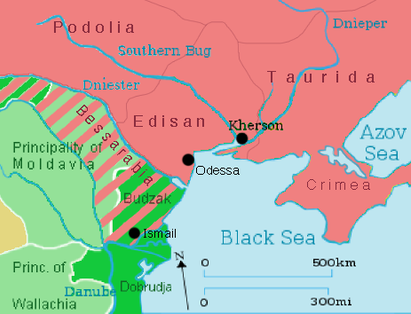 Dnieper
Podolia
Southern Bug
Taurida
Dniester
Bessarabia
Edisan
Kherson
Azov
Sea
Principality of
Moldavia
Odessa
Crimea
Budzak
Ismail
Black Sea
Princ. of
Wallachia
Danube
Dobrudja
N
0
500km
0
300mi